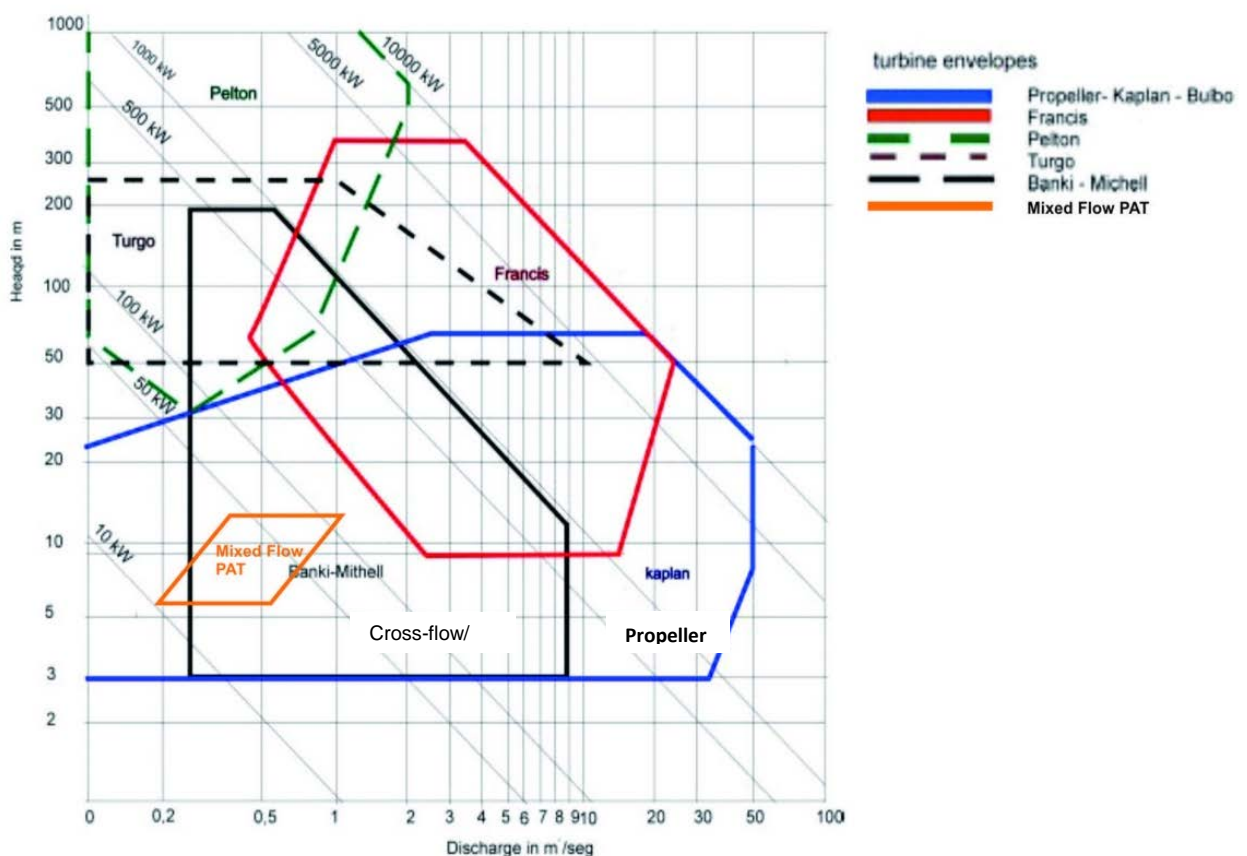 1000
500
300
200
100
50
30
20
10
5
3
2
Heaqd in m
1000 kW
500 kW
100 kW
50 kW
10 kW
5000 kW
10000 kW
Pelton
Turgo
Francis
Mixed Flow
PAT
Banki-Mithell
kaplan
Cross-flow/
Propeller
0 0,2 0,5 1 2 3 4 5 6 7 8 910 20 30 100
Discharge in m³/seg
turbine envelopes
Propeller- Kaplan - Bulbo
Francis
Pelton
Turgo
Banki - Michell
Mixed Flow PAT